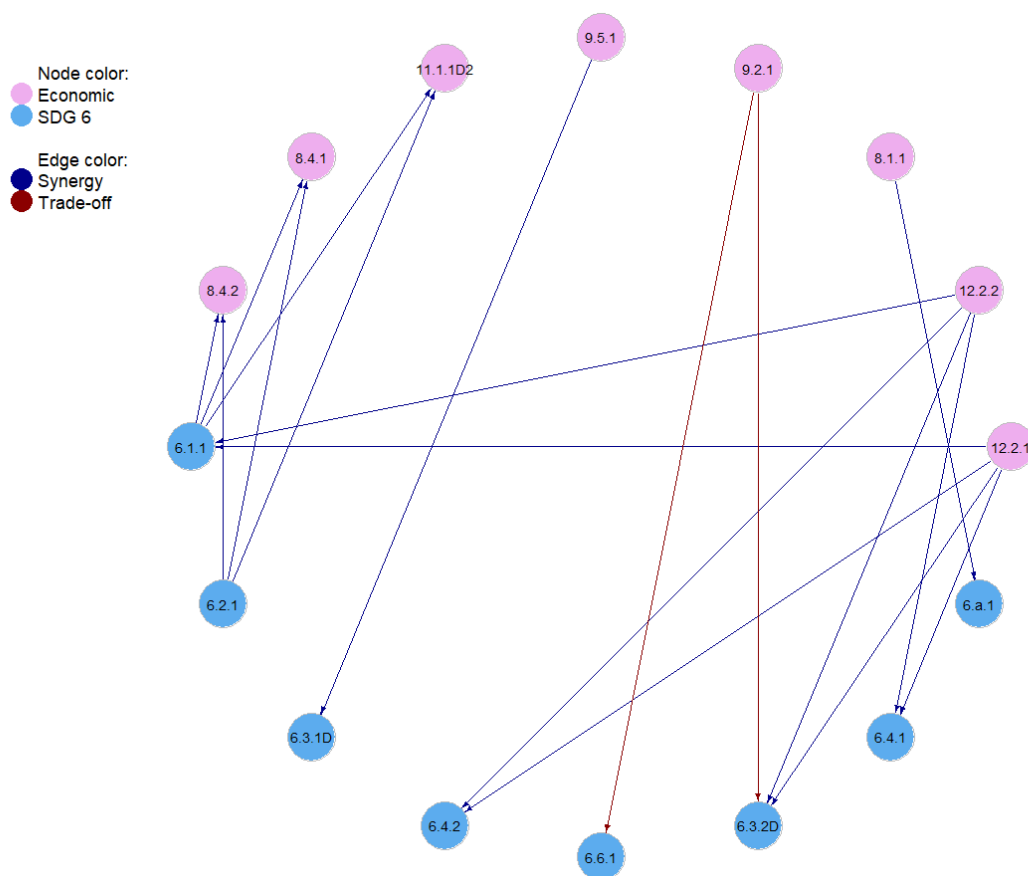 9.5.1
11.1.1D2
9.2.1
Node color:
Economic
SDG 6
Edge color:
Synergy
Trade-off
8.4.1
8.1.1
8.4.2
12.2.2
6.1.1
12.2.1
6.2.1
6.a.1
6.3.1D
6.4.1
6.4.2
6.3.2D
6.6.1